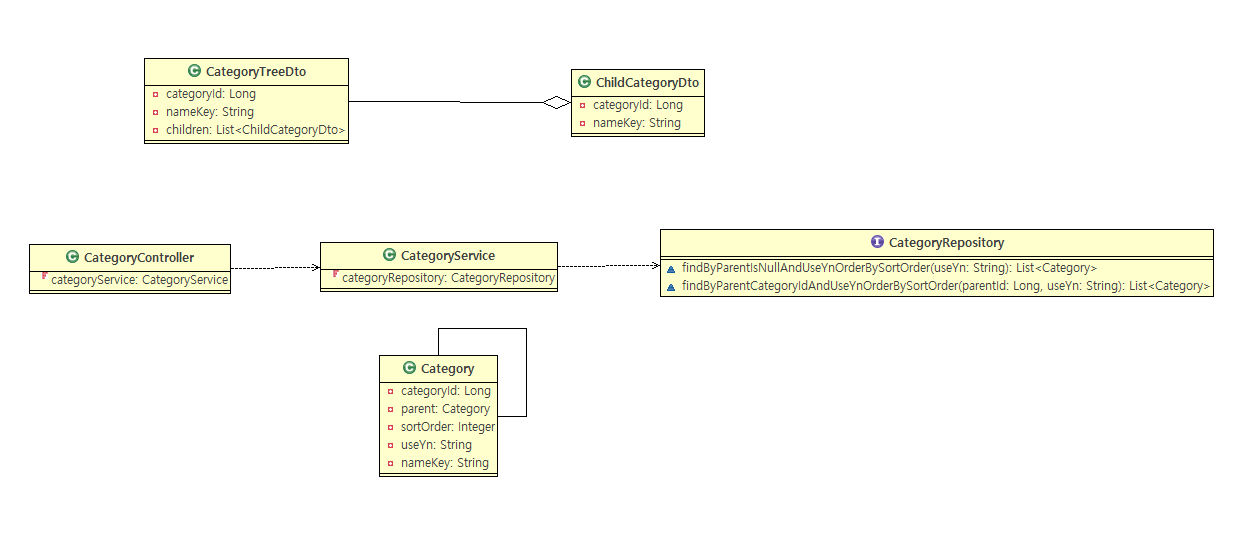 C CategoryTreeDto
categoryId: Long
nameKey: String
children: List<ChildCategoryDto>
C ChildCategoryDto
categoryId: Long
nameKey: String
C CategoryController
F categoryService: CategoryService
C CategoryService
F categoryRepository: CategoryRepository
I CategoryRepository
findByParentIsNullAndUseYnOrderBySortOrder(useYn: String): List<Category>
findByParentCategoryIdAndUseYnOrderBySortOrder(parentId: Long, useYn: String): List<Category>
C Category
categoryId: Long
parent: Category
sortOrder: Integer
useYn: String
nameKey: String